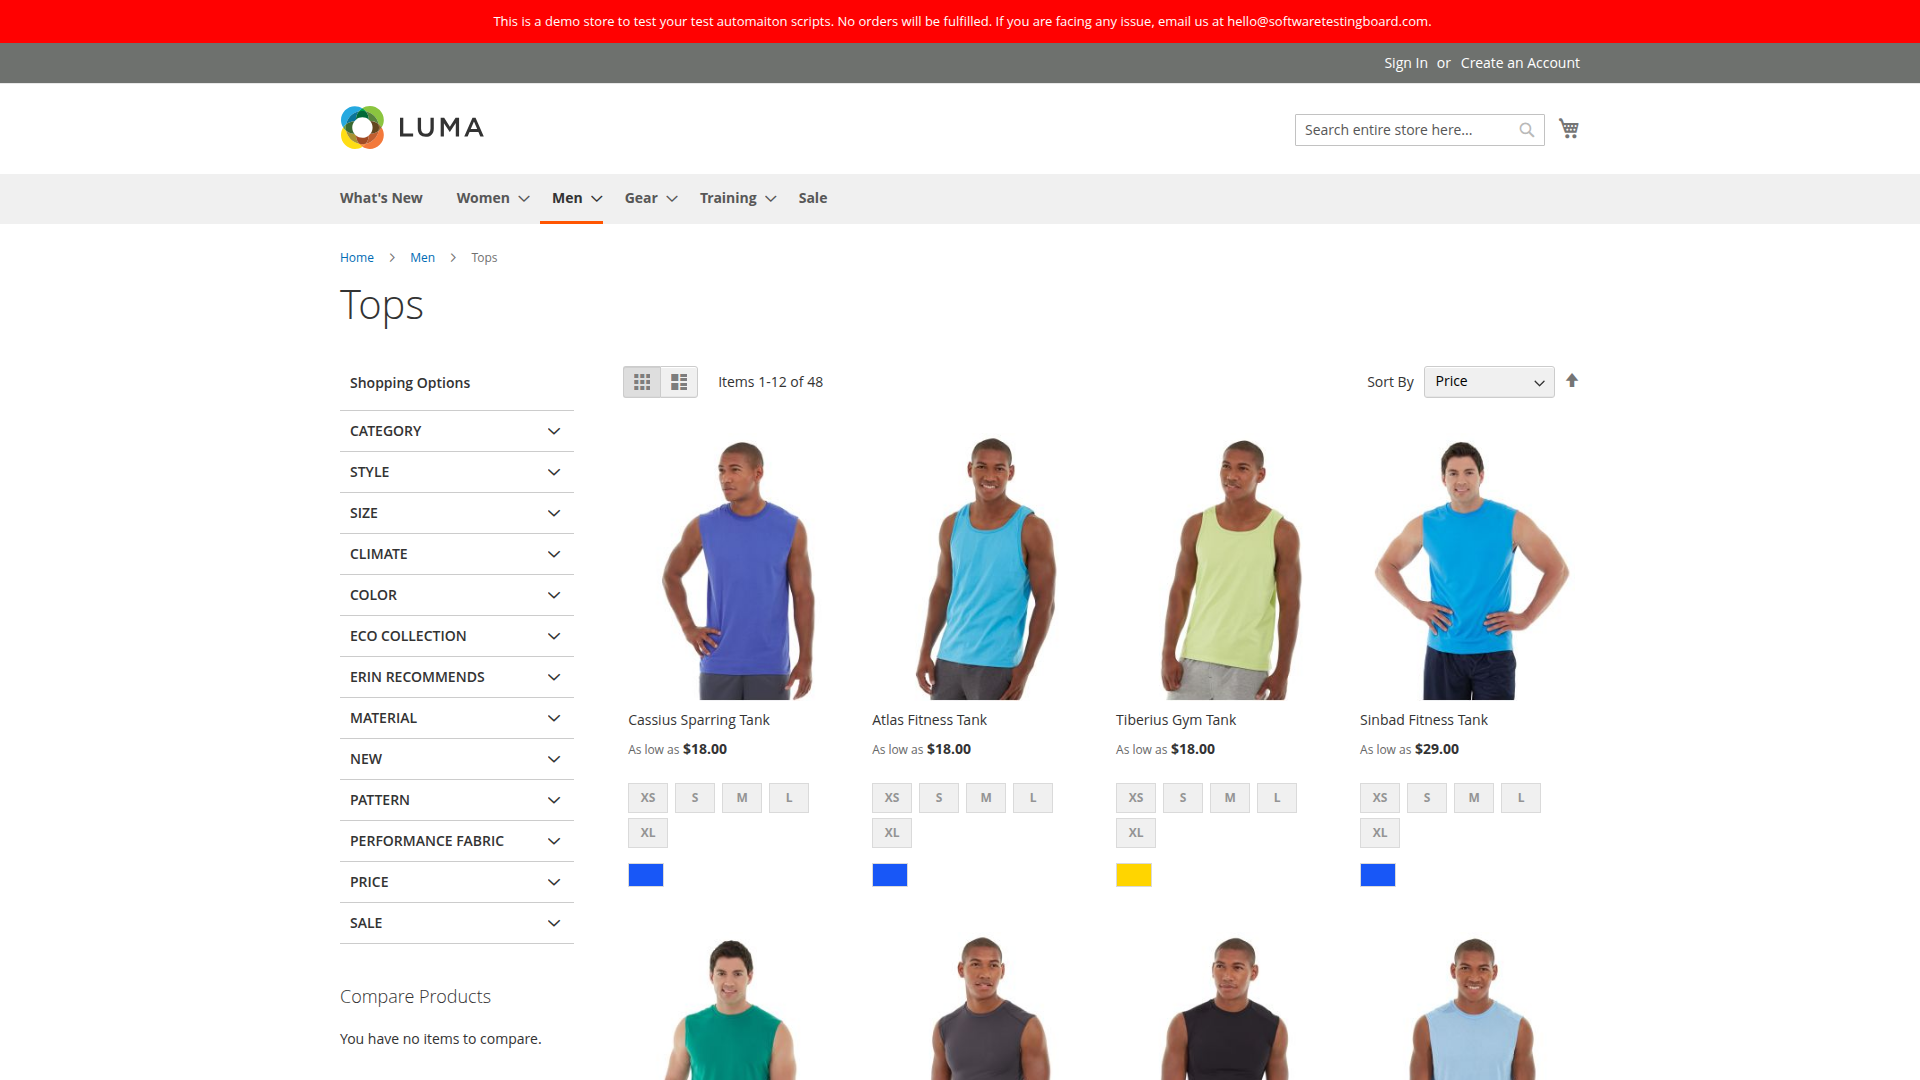 This is a demo store to test your test automaiton scripts. No orders will be fulfilled. If you are facing any issue, email us at hello@softwaretestingboard.com.
Sign In or Create an Account
LUMA
Search entire store here...
What's New Women Men Gear Training Sale
Home Men Tops
Tops
Shopping Options
CATEGORY
STYLE
SIZE
CLIMATE
COLOR
ECO COLLECTION
ERIN RECOMMENDS
MATERIAL
NEW
PATTERN
PERFORMANCE FABRIC
PRICE
SALE
Compare Products
You have no items to compare.
Items 1-12 of 48
Sort By Price
Cassius Sparring Tank
As low as $18.00
XS S M L
XL
Atlas Fitness Tank
As low as $18.00
XS S M L
XL
Tiberius Gym Tank
As low as $18.00
XS S M L
XL
Sinbad Fitness Tank
As low as $29.00
XS S M L
XL